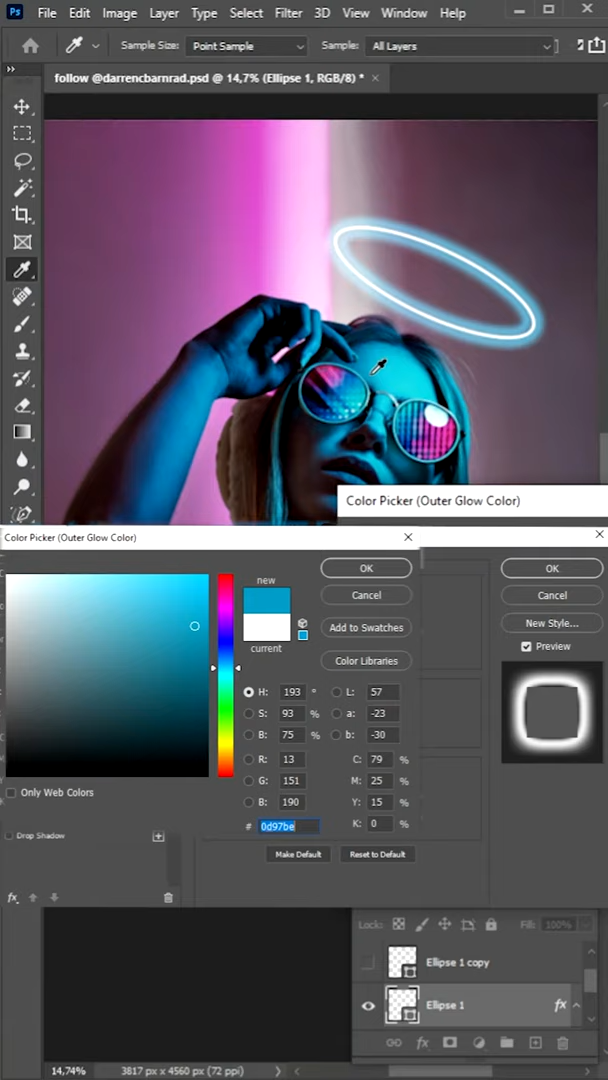 Ps File Edit Image Layer Type Select Filter 3D View Window Help
Sample Size: Point Sample Sample: All Layers
follow @darrencbarnrad.psd @ 14,7% (Ellipse 1, RGB/8) * ×
Color Picker (Outer Glow Color)
Color Picker (Outer Glow Color)
new
current
OK
Cancel
Add to Swatches
Color Libraries
H: 193 °
S: 93 %
B: 75 %
R: 13
G: 151
B: 190
# 0d97be
L: 57
a: -23
b: -30
C: 79 %
M: 25 %
Y: 15 %
K: 0 %
Only Web Colors
OK
Cancel
New Style...
Preview
Drop Shadow
Make Default Reset to Default
fx
Lock: Fill: 100%
Ellipse 1 copy
Ellipse 1 fx
fx
14,74% 3817 px x 4560 px (72 ppi)